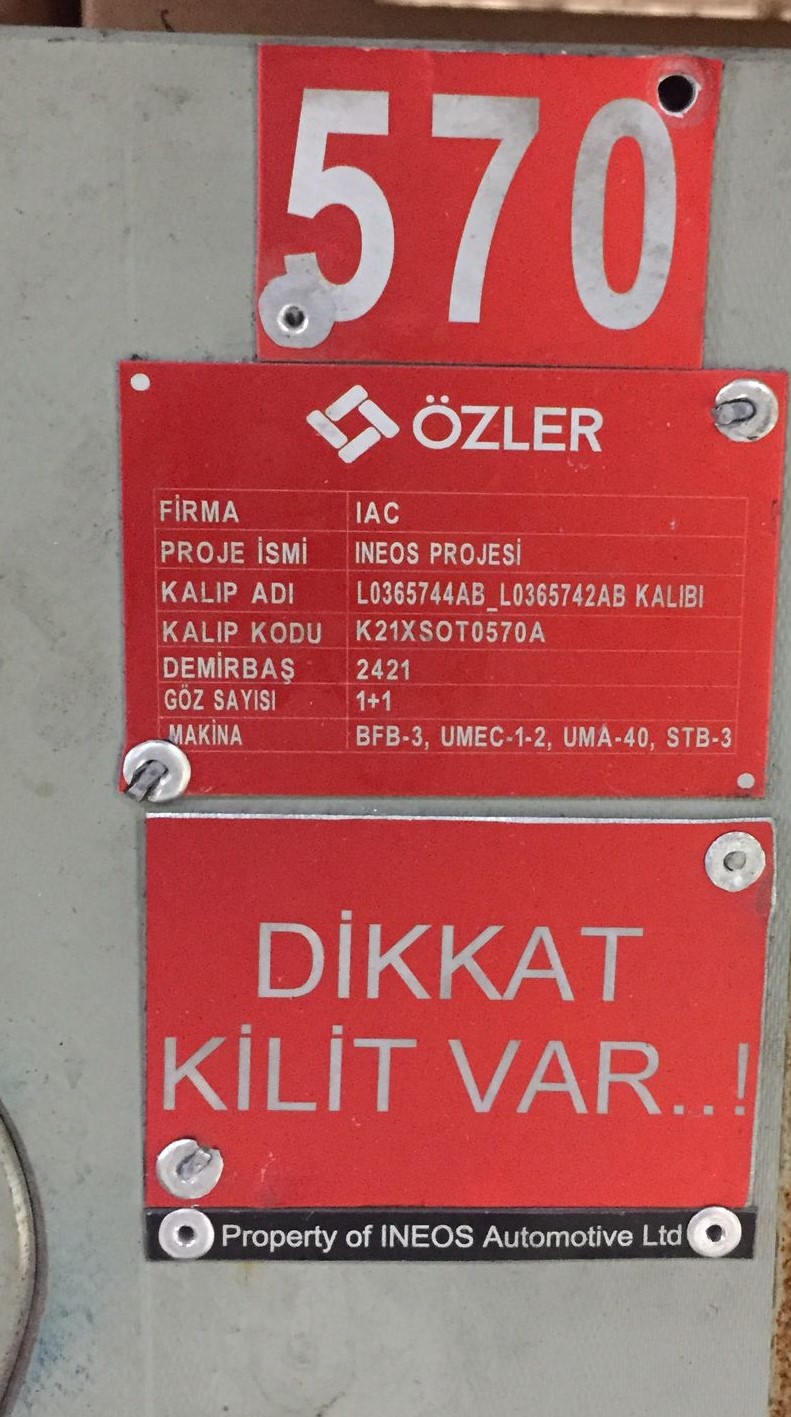 570
ÖZLER
FİRMA IAC
PROJE İSMİ INEOS PROJESİ
KALIP ADI L0365744AB_L0365742AB KALIBI
KALIP KODU K21XSOT0570A
DEMİRBAŞ 2421
GÖZ SAYISI 1+1
MAKİNA BFB-3, UMEC-1-2, UMA-40, STB-3
DİKKAT
KİLİT VAR..!
Property of INEOS Automotive Ltd